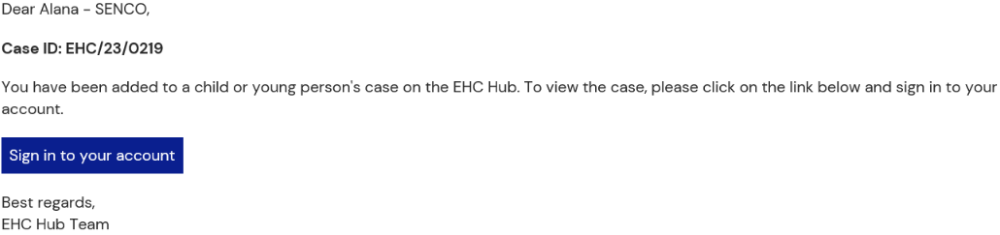 Dear Alana - SENCO,
Case ID: EHC/23/0219
You have been added to a child or young person's case on the EHC Hub. To view the case, please click on the link below and sign in to your
account.
Sign in to your account
Best regards,
EHC Hub Team